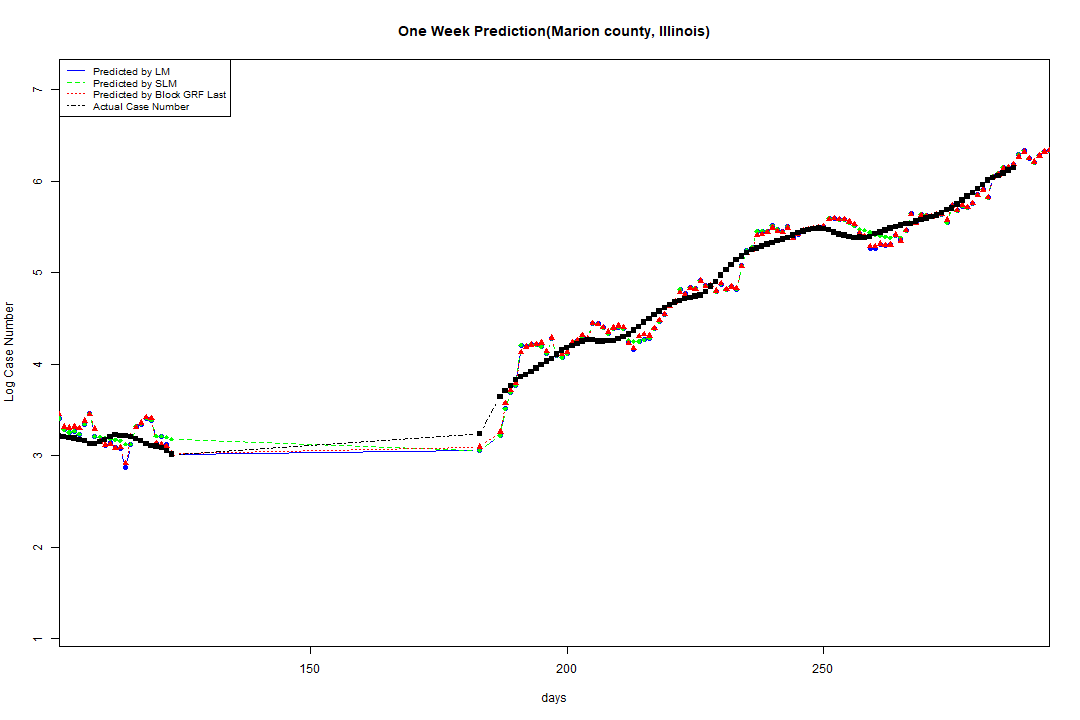 One Week Prediction(Marion county, Illinois)
Predicted by LM
Predicted by SLM
Predicted by Block GRF Last
Actual Case Number
7
6
5
4
3
2
1
Log Case Number
150
200
250
days